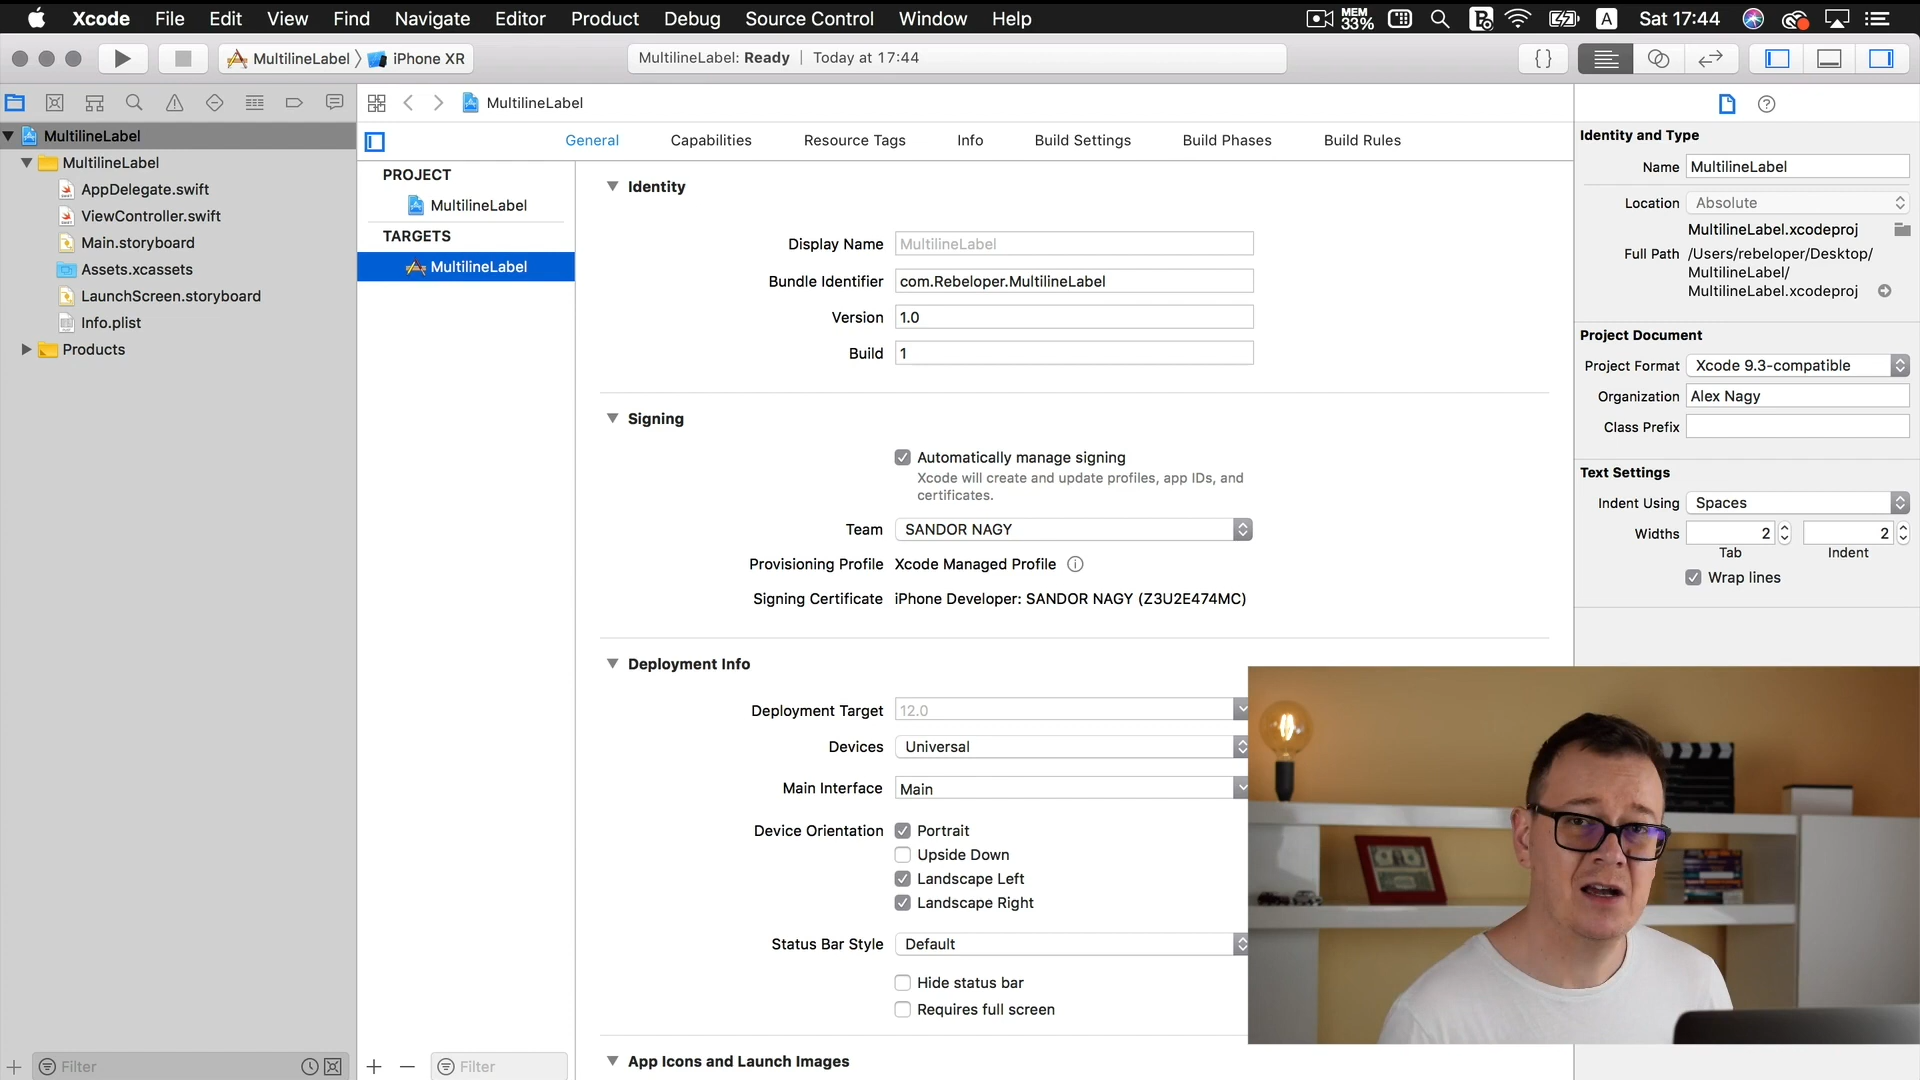 Xcode File Edit View Find Navigate Editor Product Debug Source Control Window Help MEM 33% A Sat 17:44
MultilineLabel iPhone XR
MultilineLabel: Ready | Today at 17:44
{ }
MultilineLabel
MultilineLabel
AppDelegate.swift
ViewController.swift
Main.storyboard
Assets.xcassets
LaunchScreen.storyboard
Info.plist
Products
Filter
MultilineLabel
General Capabilities Resource Tags Info Build Settings Build Phases Build Rules
PROJECT
MultilineLabel
TARGETS
MultilineLabel
Filter
Identity
Display Name MultilineLabel
Bundle Identifier com.Rebeloper.MultilineLabel
Version 1.0
Build 1
Signing
Automatically manage signing
Xcode will create and update profiles, app IDs, and
certificates.
Team SANDOR NAGY
Provisioning Profile Xcode Managed Profile
Signing Certificate iPhone Developer: SANDOR NAGY (Z3U2E474MC)
Deployment Info
Deployment Target 12.0
Devices Universal
Main Interface Main
Device Orientation Portrait
Upside Down
Landscape Left
Landscape Right
Status Bar Style Default
Hide status bar
Requires full screen
App Icons and Launch Images
Identity and Type
Name MultilineLabel
Location Absolute
MultilineLabel.xcodeproj
Full Path /Users/rebeloper/Desktop/
MultilineLabel/
MultilineLabel.xcodeproj
Project Document
Project Format Xcode 9.3-compatible
Organization Alex Nagy
Class Prefix
Text Settings
Indent Using Spaces
Widths 2 2
Tab Indent
Wrap lines